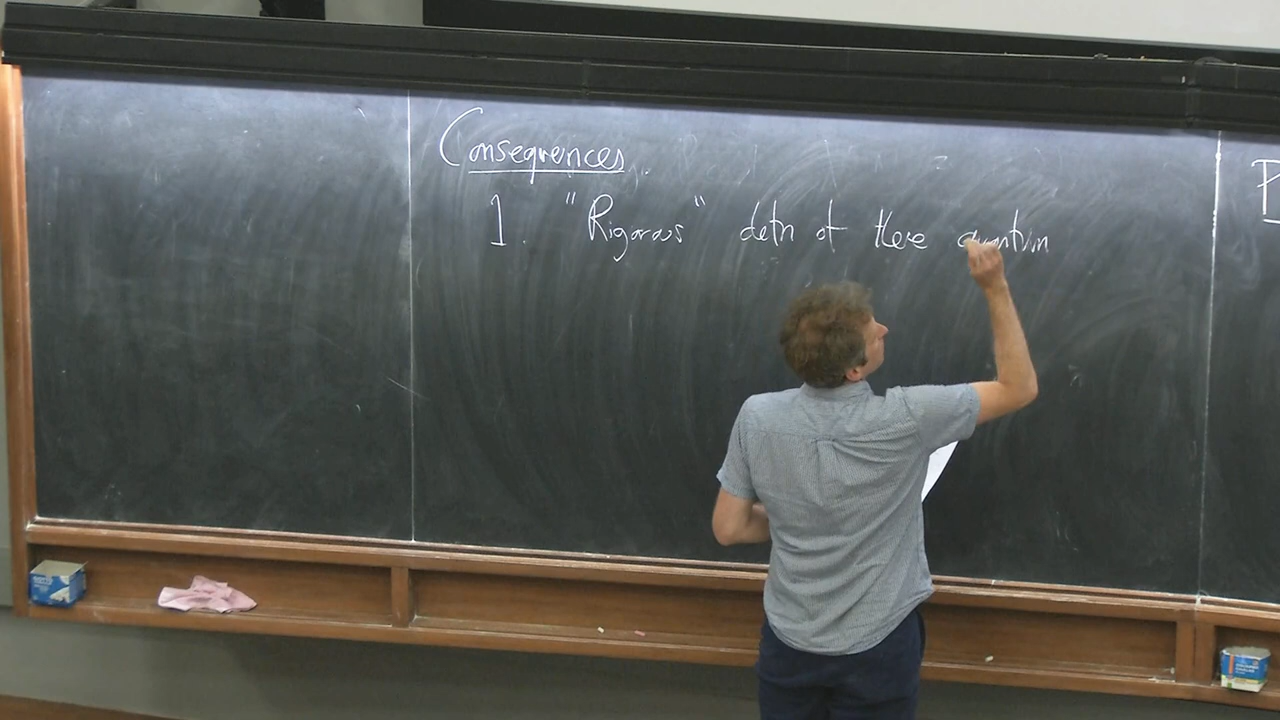 Consequences
1. "Rigorous" defn of these quantum
P